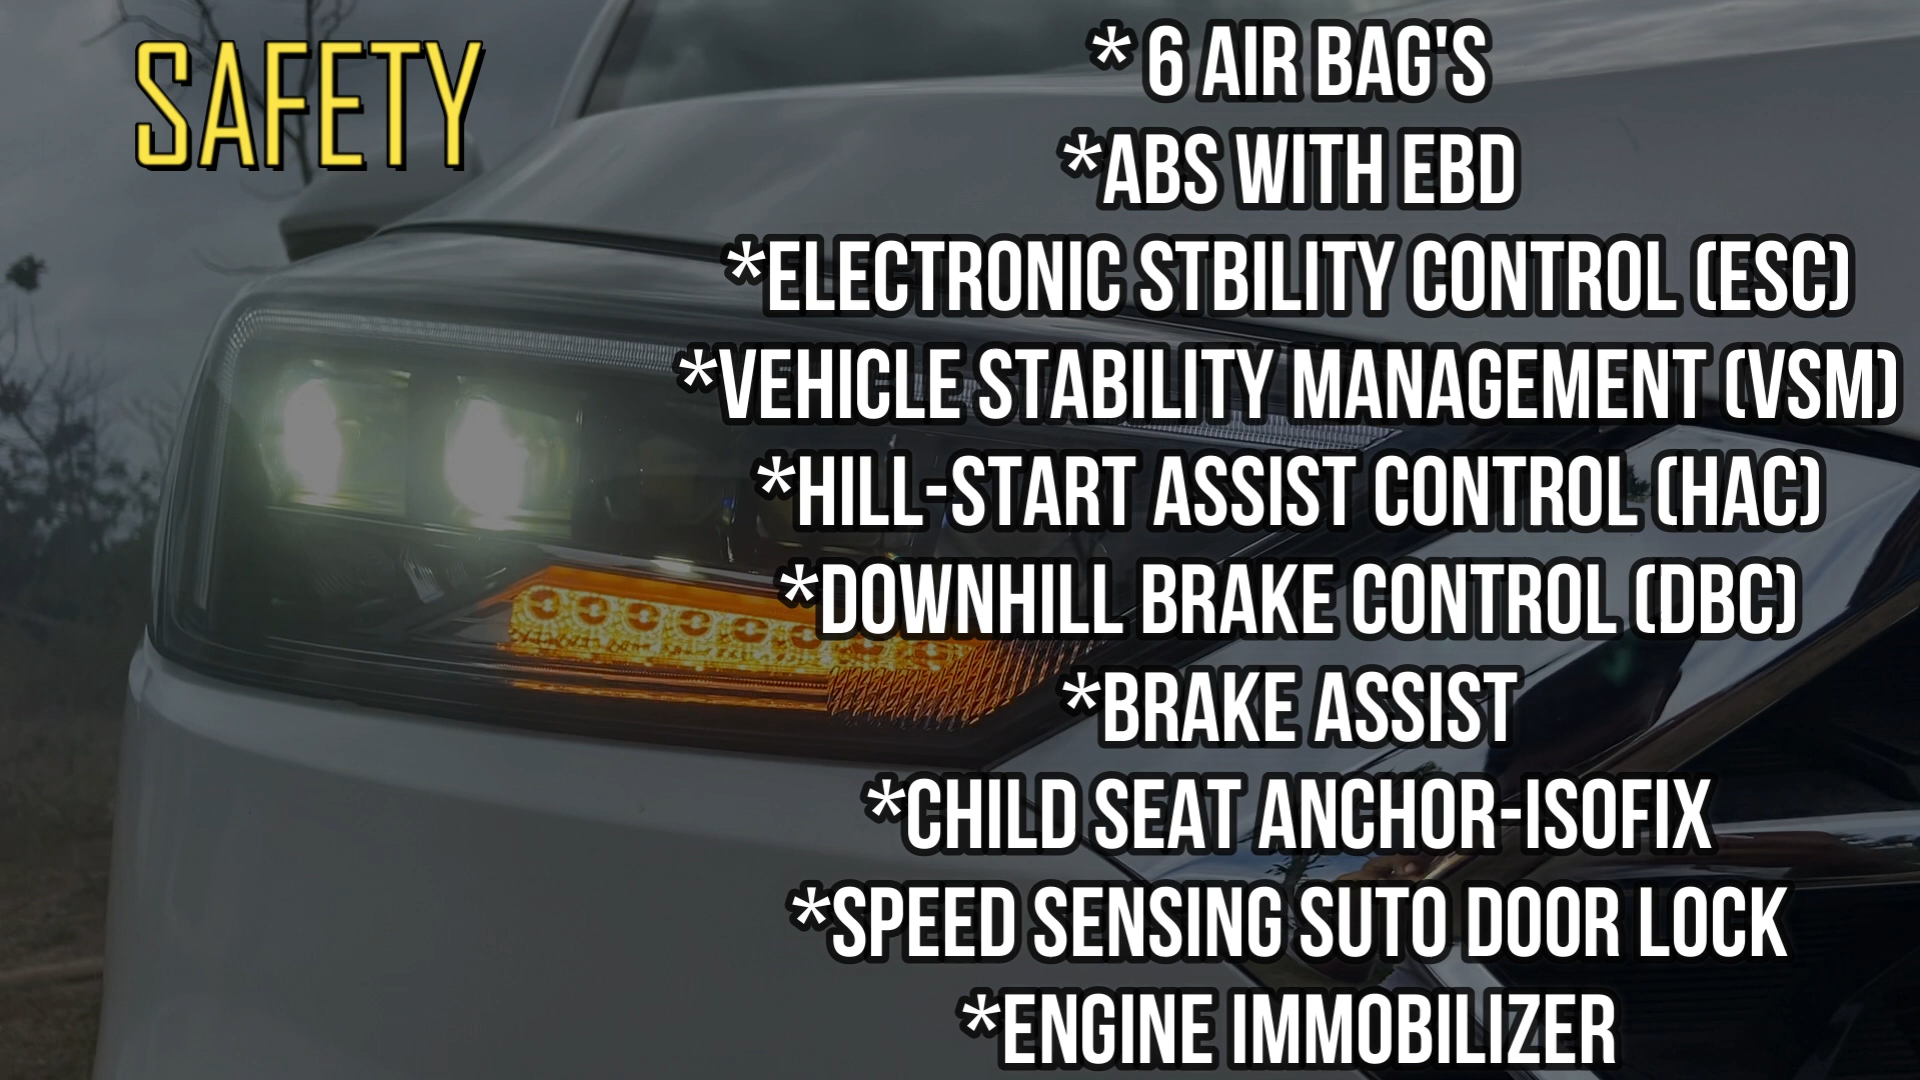 SAFETY
* 6 AIR BAG'S
*ABS WITH EBD
*ELECTRONIC STBILITY CONTROL (ESC)
*VEHICLE STABILITY MANAGEMENT (VSM)
*HILL-START ASSIST CONTROL (HAC)
*DOWNHILL BRAKE CONTROL (DBC)
*BRAKE ASSIST
*CHILD SEAT ANCHOR-ISOFIX
*SPEED SENSING SUTO DOOR LOCK
*ENGINE IMMOBILIZER